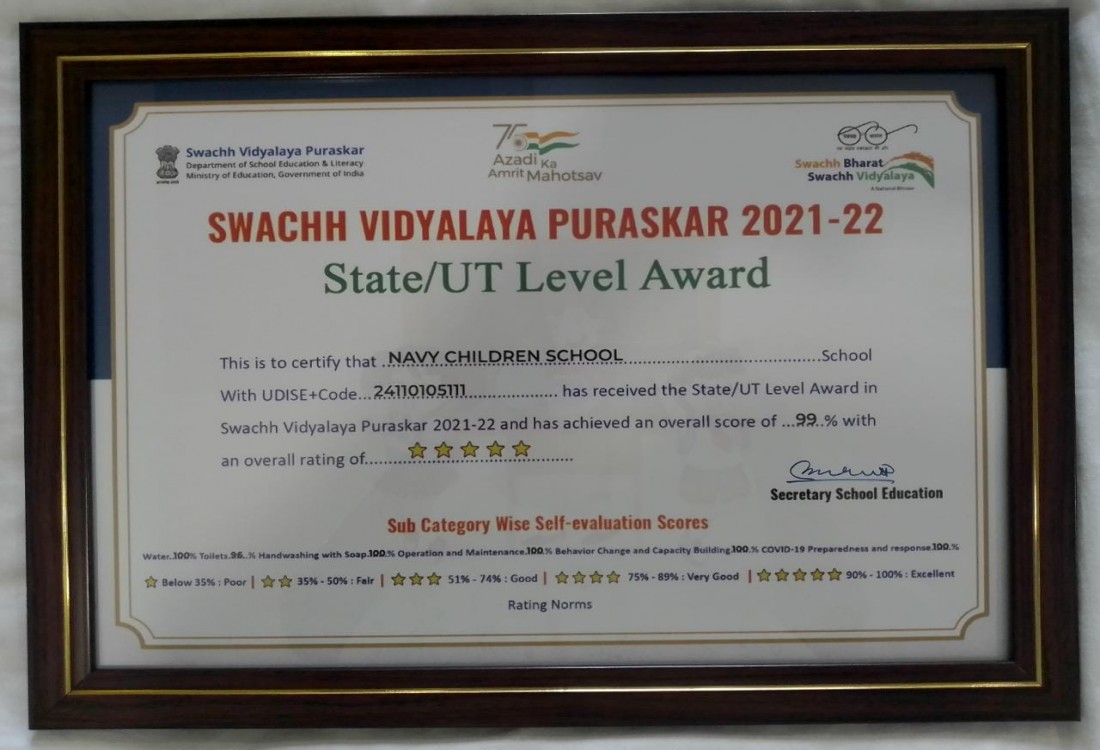 Swachh Vidyalaya Puraskar
Department of School Education & Literacy
Ministry of Education, Government of India
75
Azadi Ka
Amrit Mahotsav
Swachh Bharat
Swachh Vidyalaya
A National Mission
SWACHH VIDYALAYA PURASKAR 2021-22
State/UT Level Award
This is to certify that ..NAVY CHILDREN SCHOOL.............................................School
With UDISE+Code...24110105111..................... has received the State/UT Level Award in
Swachh Vidyalaya Puraskar 2021-22 and has achieved an overall score of ...99..% with
an overall rating of................................................
Secretary School Education
Sub Category Wise Self-evaluation Scores
Water..100% Toilets.96..% Handwashing with Soap.100.% Operation and Maintenance.100.% Behavior Change and Capacity Building.100.% COVID-19 Preparedness and response.100.%
Below 35% : Poor | 35% - 50% : Fair | 51% - 74% : Good | 75% - 89% : Very Good | 90% - 100% : Excellent
Rating Norms